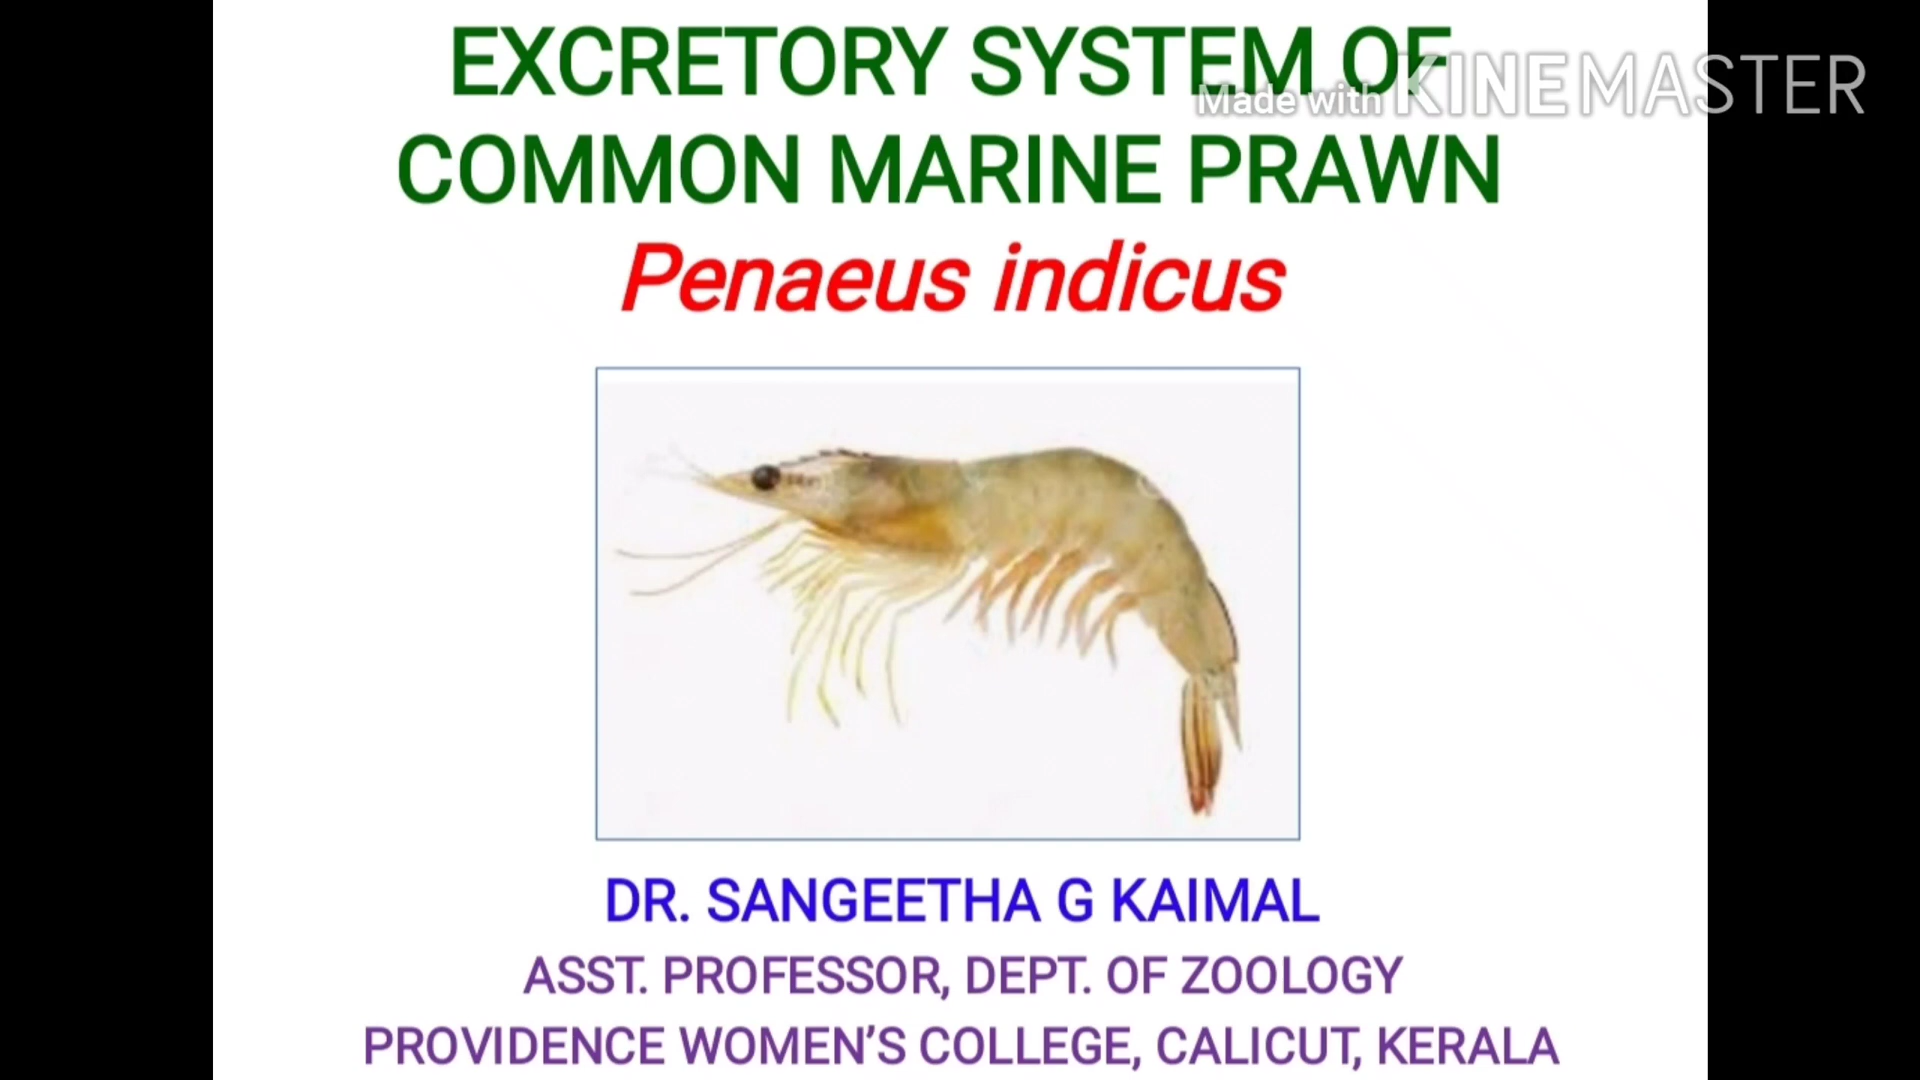 EXCRETORY SYSTEM OF
Made with KINEMASTER
COMMON MARINE PRAWN
Penaeus indicus
DR. SANGEETHA G KAIMAL
ASST. PROFESSOR, DEPT. OF ZOOLOGY
PROVIDENCE WOMEN’S COLLEGE, CALICUT, KERALA